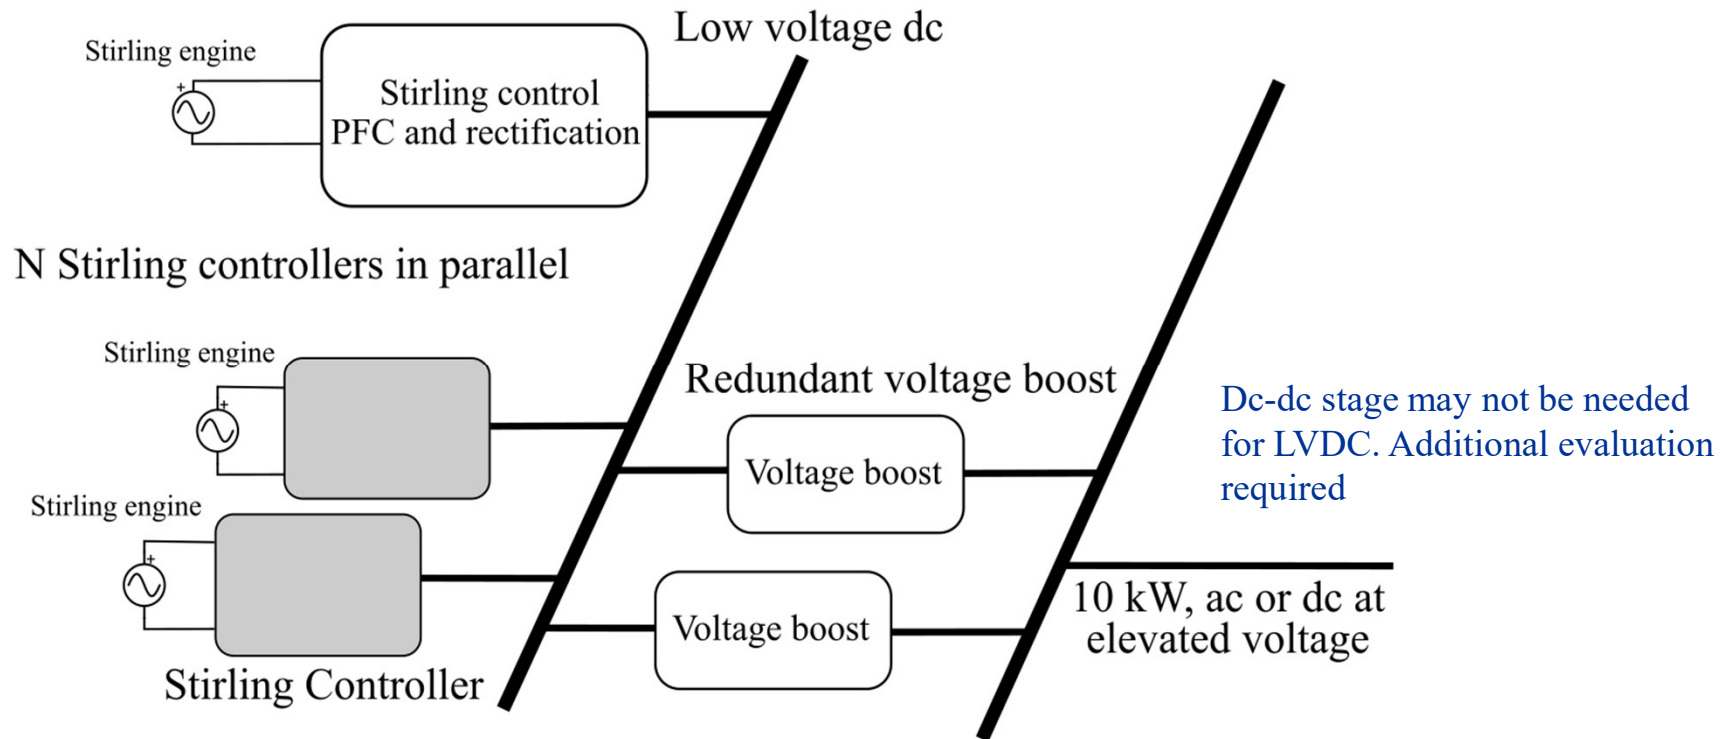 Low voltage dc
Stirling engine
+
Stirling control
PFC and rectification
N Stirling controllers in parallel
Stirling engine
+
Redundant voltage boost
Voltage boost
Dc-dc stage may not be needed
for LVDC. Additional evaluation
required
Stirling engine
+
Voltage boost
10 kW, ac or dc at
elevated voltage
Stirling Controller